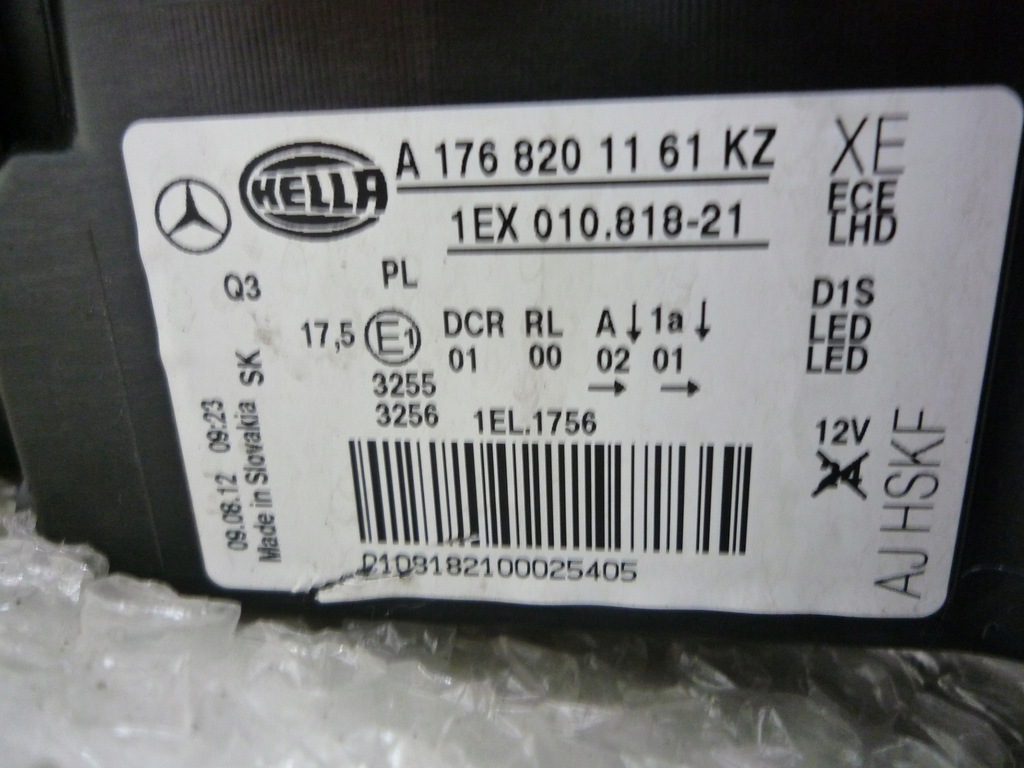 HELLA
A 176 820 11 61 KZ
1EX 010.818-21
XE
ECE
LHD
Q3
PL
17,5 E1 DCR RL A ↓ 1a ↓
01 00 02 01
→ →
3255
3256
1EL.1756
D1S
LED
LED
12V
24
AJ HSKF
09.08.12 09:23
Made in Slovakia SK
0108182100025405